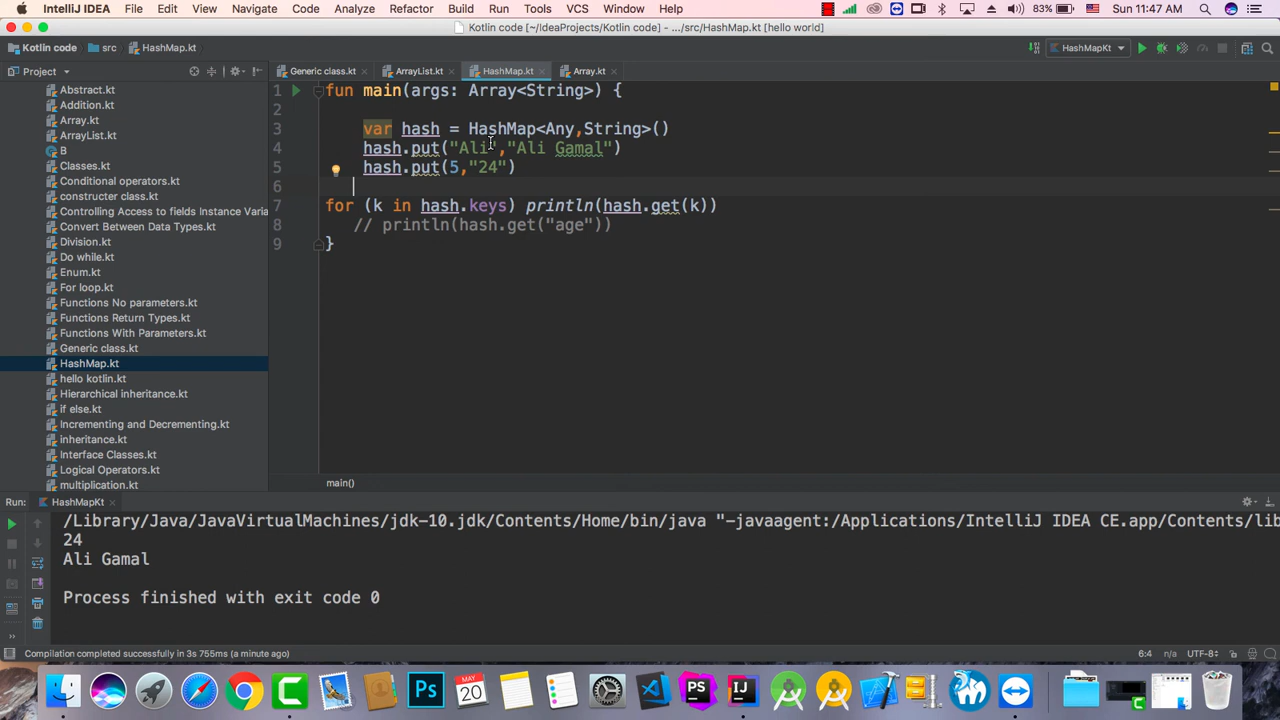 IntelliJ IDEA File Edit View Navigate Code Analyze Refactor Build Run Tools VCS Window Help 83% Sun 11:47 AM
Kotlin code [~/IdeaProjects/Kotlin code] - .../src/HashMap.kt [hello world]
Kotlin code src HashMap.kt HashMapKt
Project Generic class.kt ArrayList.kt HashMap.kt Array.kt
Abstract.kt
Addition.kt
Array.kt
ArrayList.kt
B
Classes.kt
Conditional operators.kt
constructer class.kt
Controlling Access to fields Instance Varia
Convert Between Data Types.kt
Division.kt
Do while.kt
Enum.kt
For loop.kt
Functions No parameters.kt
Functions Return Types.kt
Functions With Parameters.kt
Generic class.kt
HashMap.kt
hello kotlin.kt
Hierarchical inheritance.kt
if else.kt
Incrementing and Decrementing.kt
inheritance.kt
Interface Classes.kt
Logical Operators.kt
multiplication.kt
1 fun main(args: Array<String>) {
2
3 var hash = HashMap<Any,String>()
4 hash.put("Ali","Ali Gamal")
5 hash.put(5,"24")
6
7 for (k in hash.keys) println(hash.get(k))
8 // println(hash.get("age"))
9 }
main()
Run: HashMapKt
/Library/Java/JavaVirtualMachines/jdk-10.jdk/Contents/Home/bin/java "-javaagent:/Applications/IntelliJ IDEA CE.app/Contents/lib
24
Ali Gamal
Process finished with exit code 0
Compilation completed successfully in 3s 755ms (a minute ago) 6:4 n/a UTF-8
Ps MAY 20 PS IJ